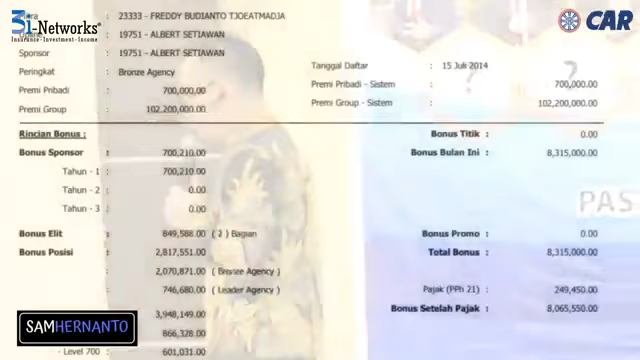 3i-Networks®
Insurance-Investment-Income
CAR
: 23333 - FREDDY BUDIANTO TJOEATMADJA
: 19751 - ALBERT SETIAWAN
Sponsor : 19751 - ALBERT SETIAWAN
Peringkat : Bronze Agency
Tanggal Daftar : 15 Juli 2014
Premi Pribadi : 700,000.00
Premi Pribadi - Sistem : 700,000.00
Premi Group : 102,200,000.00
Premi Group - Sistem : 102,200,000.00
Rincian Bonus :
Bonus Titik : 0.00
Bonus Sponsor : 700,210.00
Bonus Bulan Ini : 8,315,000.00
Tahun - 1 : 700,210.00
Tahun - 2 : 0.00
Tahun - 3 : 0.00
PAS
Bonus Elit : 849,588.00 ( 2 ) Bagian
Bonus Promo : 0.00
Bonus Posisi : 2,817,551.00
Total Bonus : 8,315,000.00
: 2,070,871.00 ( Bronze Agency )
: 746,680.00 ( Leader Agency )
Pajak (PPh 21) : 249,450.00
Bonus Setelah Pajak : 8,065,550.00
3,948,149.00
SAMHERNANTO
866,328.00
- Level 700 : 601,031.00